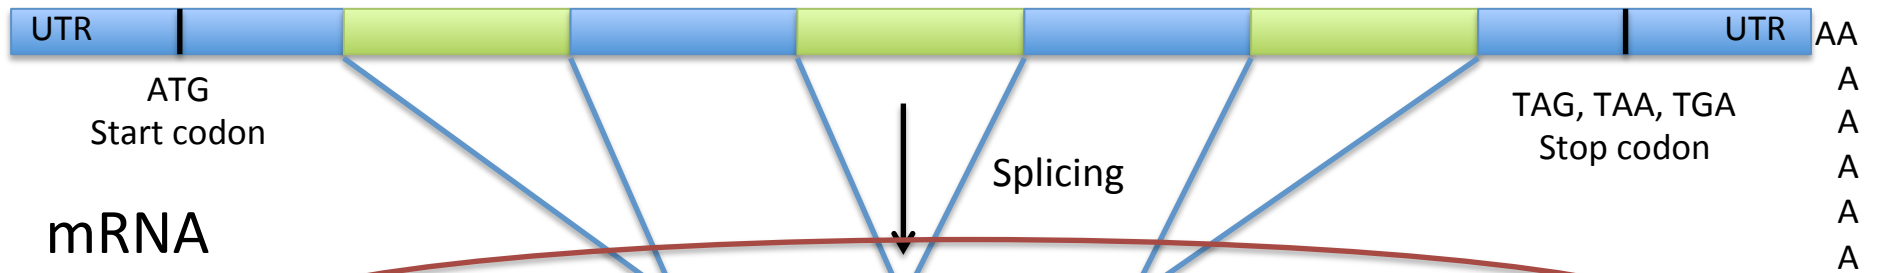 UTR
UTR
AA
A
A
A
A
A
ATG
Start codon
TAG, TAA, TGA
Stop codon
Splicing
mRNA